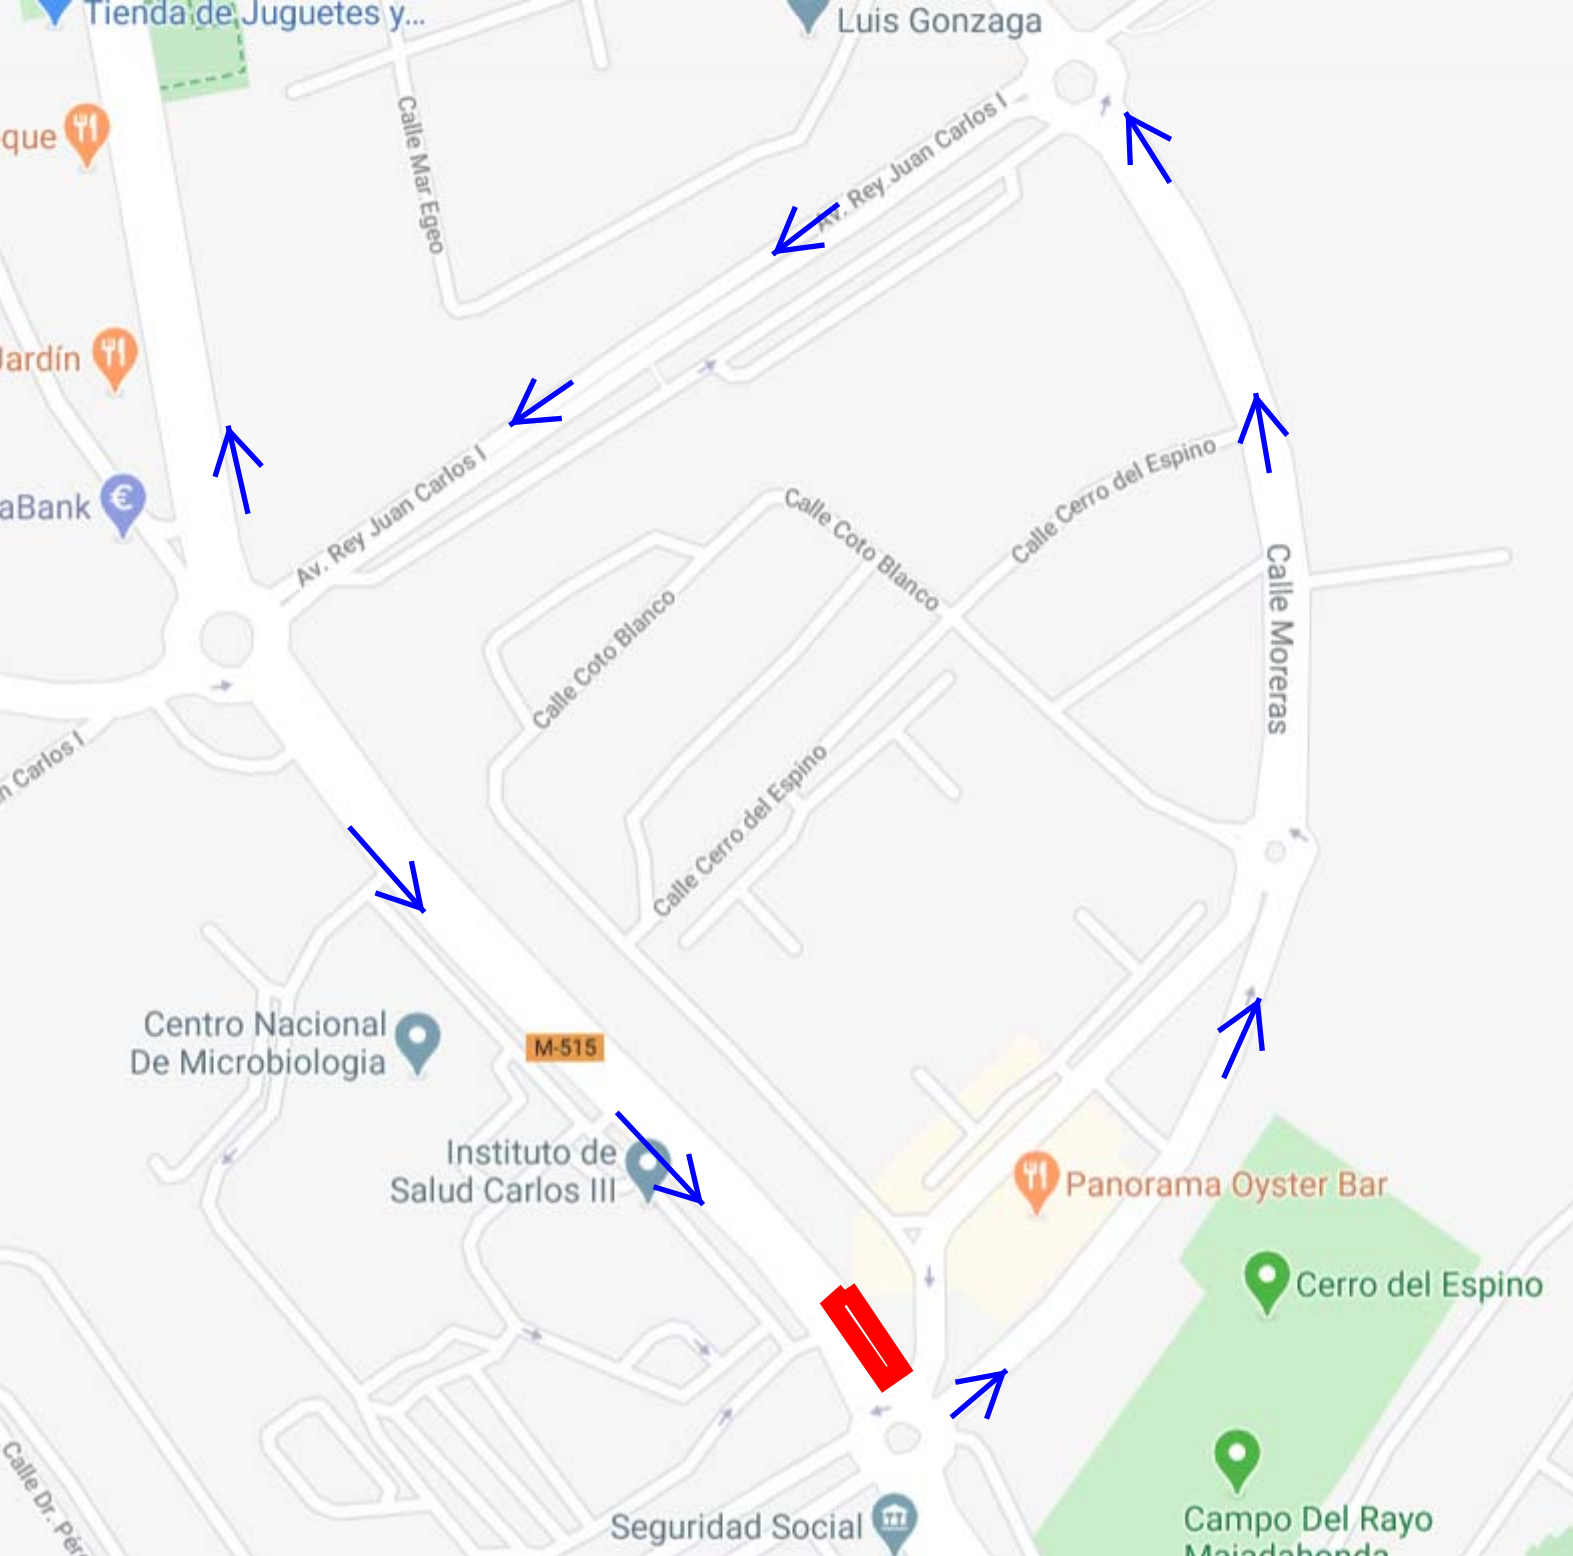 Tienda de Juguetes y...
Luis Gonzaga
que
Calle Mar Egeo
Av. Rey Juan Carlos I
Jardín
aBank
€
Av. Rey Juan Carlos I
Calle Coto Blanco
Calle Cerro del Espino
Calle Coto Blanco
Calle Moreras
n Carlos I
Calle Cerro del Espino
Centro Nacional
De Microbiologia
M-515
Instituto de
Salud Carlos III
Panorama Oyster Bar
Cerro del Espino
Calle Dr. Pére
Seguridad Social
Campo Del Rayo
Majadahonda